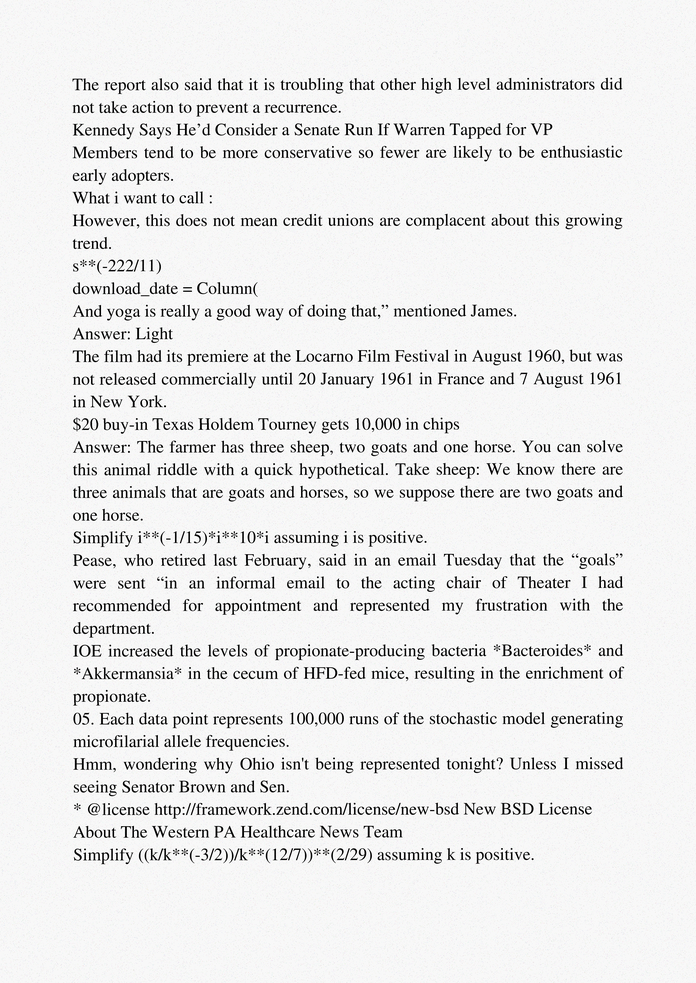 The report also said that it is troubling that other high level administrators did
not take action to prevent a recurrence.
Kennedy Says He’d Consider a Senate Run If Warren Tapped for VP
Members tend to be more conservative so fewer are likely to be enthusiastic
early adopters.
What i want to call :
However, this does not mean credit unions are complacent about this growing
trend.
s**(-222/11)
download_date = Column(
And yoga is really a good way of doing that,” mentioned James.
Answer: Light
The film had its premiere at the Locarno Film Festival in August 1960, but was
not released commercially until 20 January 1961 in France and 7 August 1961
in New York.
$20 buy-in Texas Holdem Tourney gets 10,000 in chips
Answer: The farmer has three sheep, two goats and one horse. You can solve
this animal riddle with a quick hypothetical. Take sheep: We know there are
three animals that are goats and horses, so we suppose there are two goats and
one horse.
Simplify i**(-1/15)*i**10*i assuming i is positive.
Pease, who retired last February, said in an email Tuesday that the “goals”
were sent “in an informal email to the acting chair of Theater I had
recommended for appointment and represented my frustration with the
department.
IOE increased the levels of propionate-producing bacteria *Bacteroides* and
*Akkermansia* in the cecum of HFD-fed mice, resulting in the enrichment of
propionate.
05. Each data point represents 100,000 runs of the stochastic model generating
microfilarial allele frequencies.
Hmm, wondering why Ohio isn't being represented tonight? Unless I missed
seeing Senator Brown and Sen.
* @license http://framework.zend.com/license/new-bsd New BSD License
About The Western PA Healthcare News Team
Simplify ((k/k**(-3/2))/k**(12/7))**(2/29) assuming k is positive.